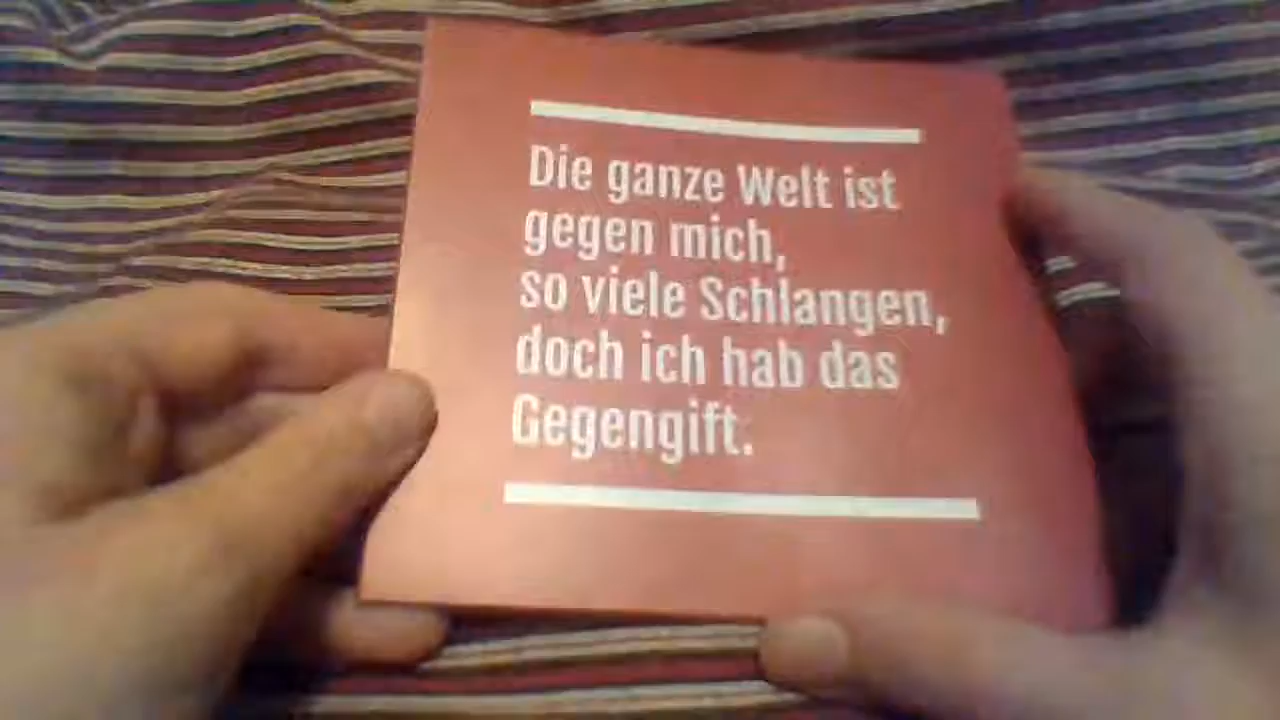 Die ganze Welt ist
gegen mich,
so viele Schlangen,
doch ich hab das
Gegengift.